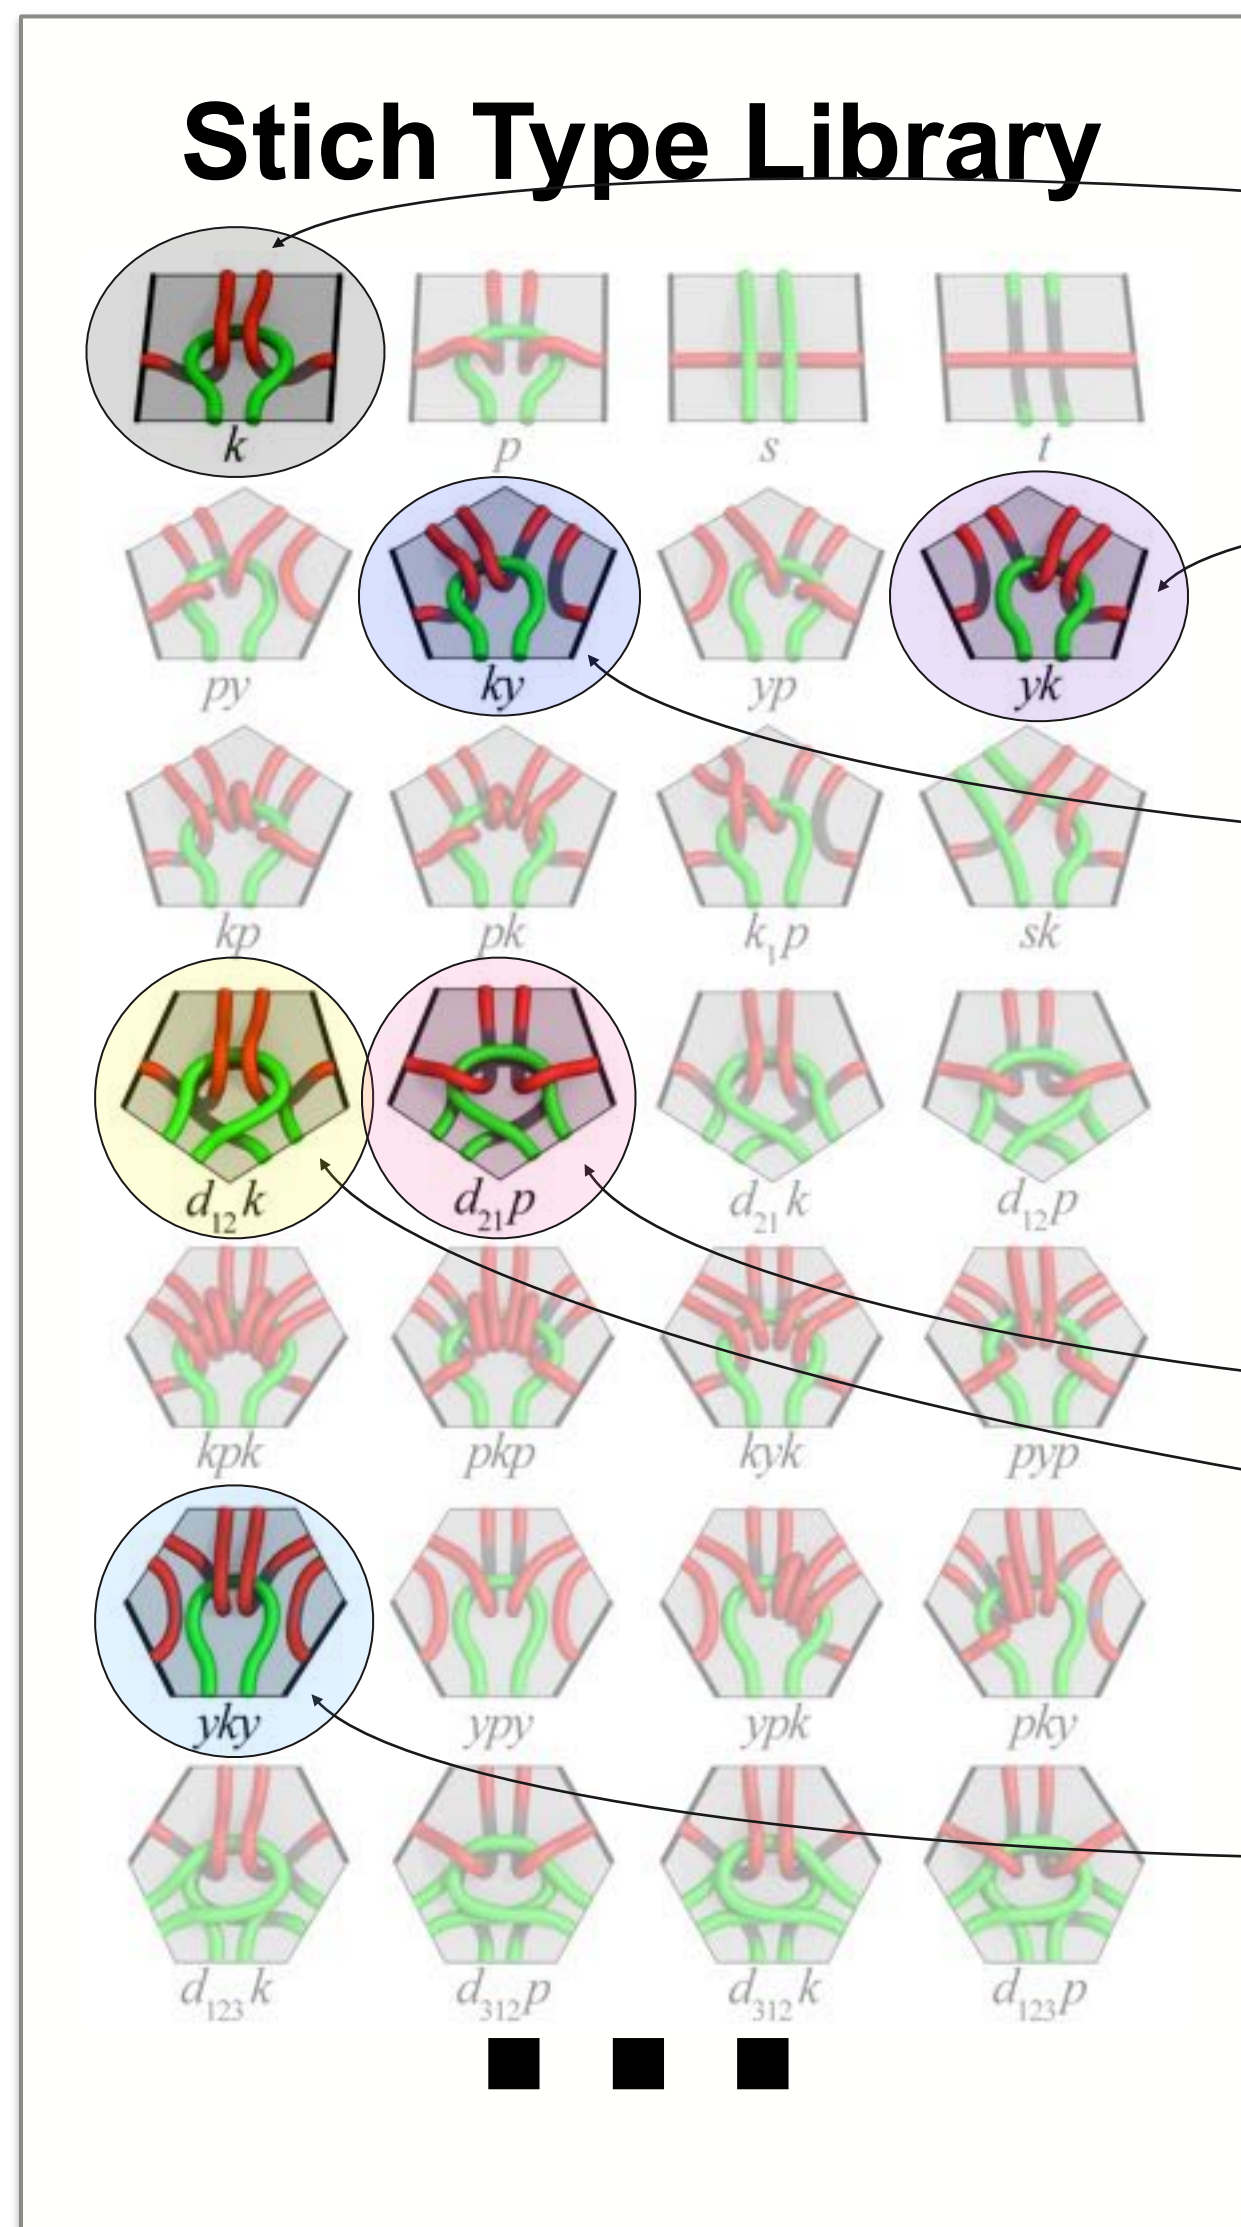 Stich Type Library
k p s t
py ky yp yk
kp pk k₁p sk
d₁₂k d₂₁p d₂₁k d₁₂p
kpk pkp kyk pyp
yky ypy ypk pky
d₁₂₃k d₃₁₂p d₃₁₂k d₁₂₃p